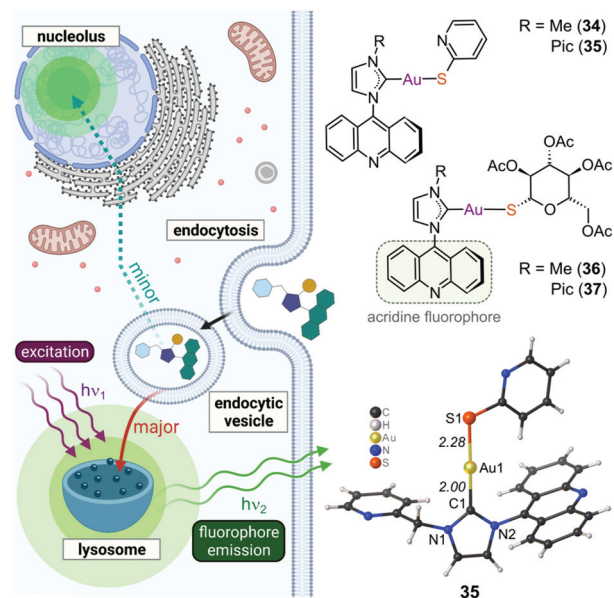 nucleolus
endocytosis
minor
excitation
hν₁
major
endocytic
vesicle
hν₂
lysosome
fluorophore
emission
R
N
N
Au
S
N
N
R = Me (34)
Pic (35)
R
N
N
Au
S
O
OAc
AcO
OAc
OAc
N
acridine fluorophore
R = Me (36)
Pic (37)
C
H
Au
N
S
S1
2.28
Au1
2.00
C1
N1
N2
35